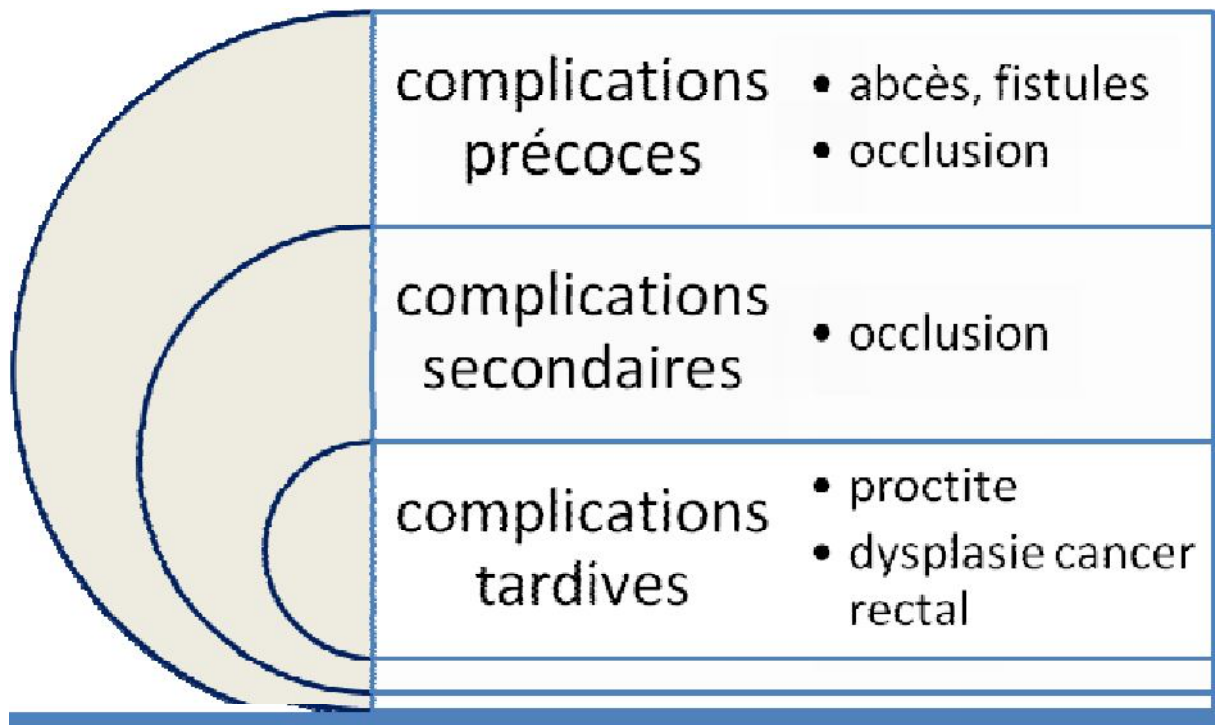 complications
précoces
• abcès, fistules
• occlusion
complications
secondaires
• occlusion
complications
tardives
• proctite
• dysplasie cancer
rectal